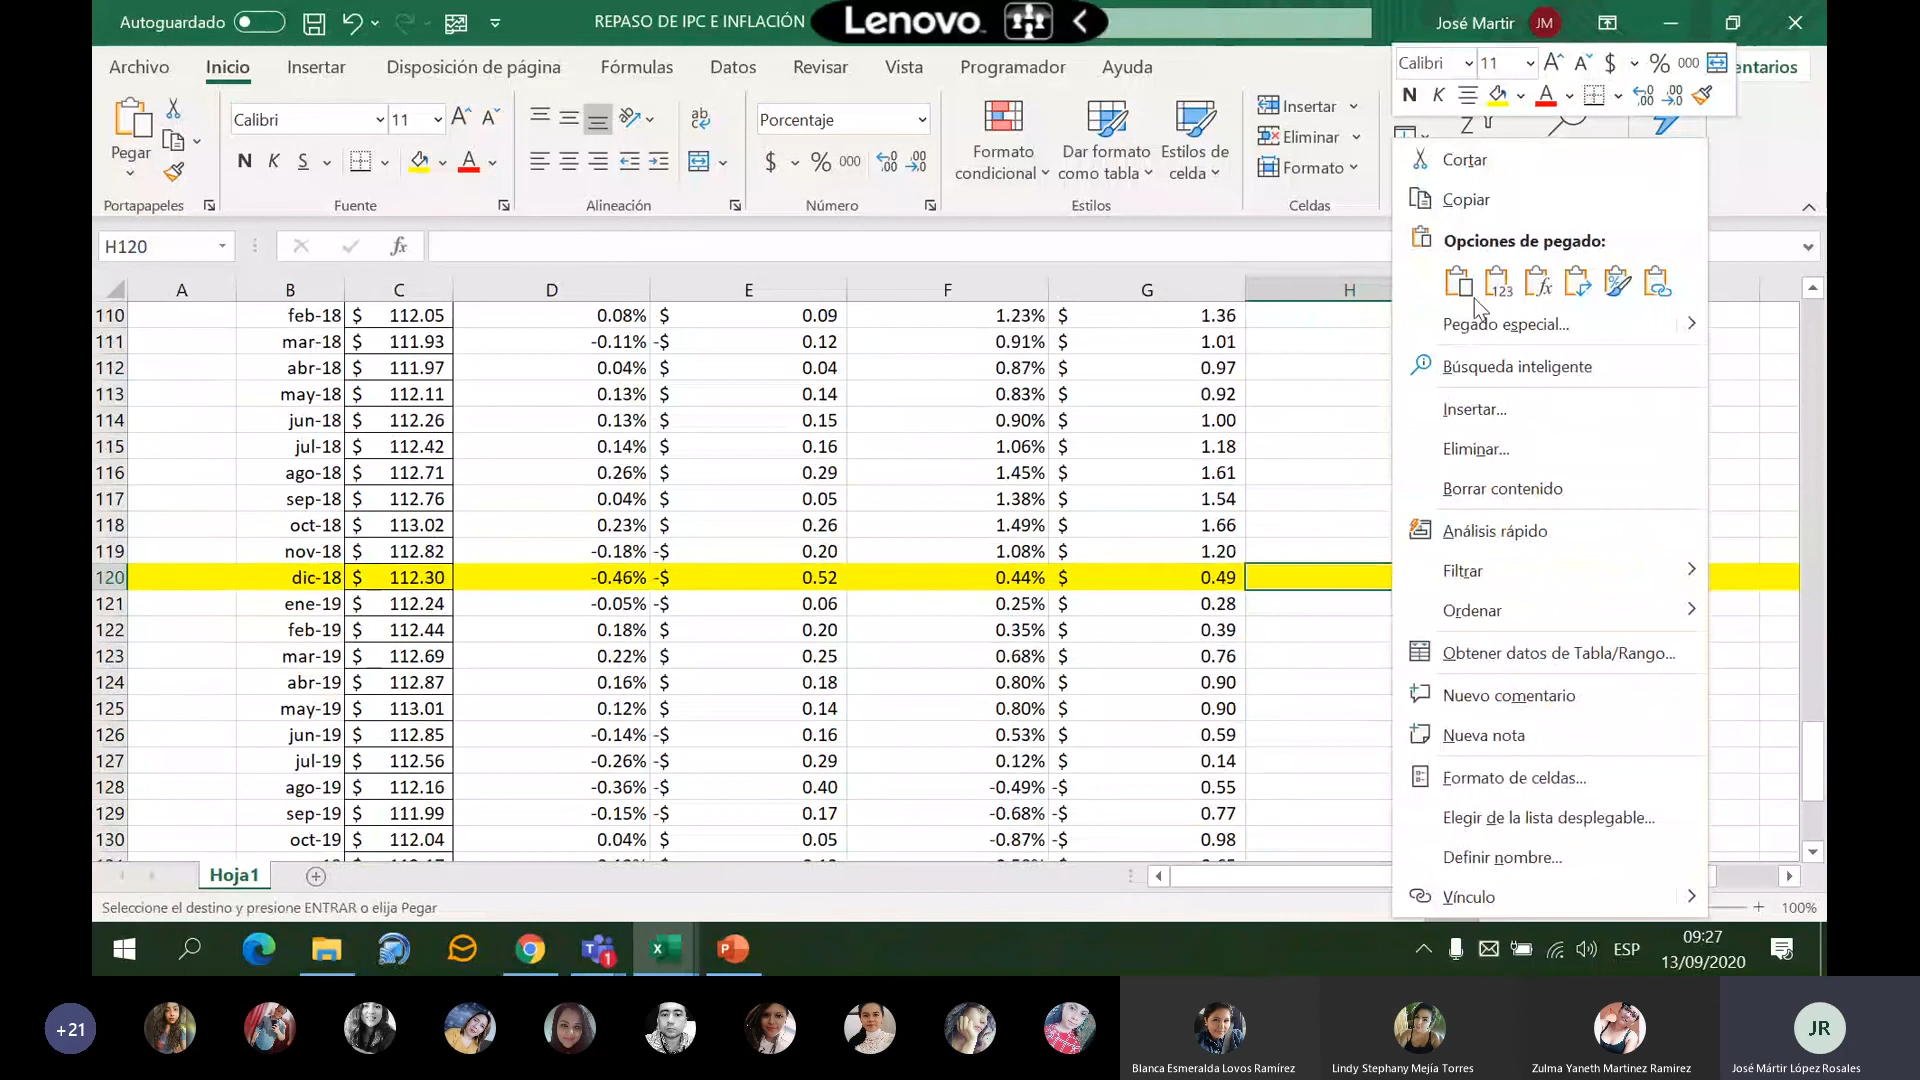 Autoguardado
REPASO DE IPC E INFLACIÓN
Lenovo
José Martir
JM
Archivo
Inicio
Insertar
Disposición de página
Fórmulas
Datos
Revisar
Vista
Programador
Ayuda
entarios
Calibri
11
$
%
000
N
K
A
Pegar
Portapapeles
Calibri
11
N
K
S
A
Fuente
Alineación
Porcentaje
$
%
000
Número
Formato condicional
Dar formato como tabla
Estilos de celda
Estilos
Insertar
Eliminar
Formato
Celdas
H120
fx
A B C D E F G H
110 feb-18 $ 112.05 0.08% $ 0.09 1.23% $ 1.36
111 mar-18 $ 111.93 -0.11% -$ 0.12 0.91% $ 1.01
112 abr-18 $ 111.97 0.04% $ 0.04 0.87% $ 0.97
113 may-18 $ 112.11 0.13% $ 0.14 0.83% $ 0.92
114 jun-18 $ 112.26 0.13% $ 0.15 0.90% $ 1.00
115 jul-18 $ 112.42 0.14% $ 0.16 1.06% $ 1.18
116 ago-18 $ 112.71 0.26% $ 0.29 1.45% $ 1.61
117 sep-18 $ 112.76 0.04% $ 0.05 1.38% $ 1.54
118 oct-18 $ 113.02 0.23% $ 0.26 1.49% $ 1.66
119 nov-18 $ 112.82 -0.18% -$ 0.20 1.08% $ 1.20
120 dic-18 $ 112.30 -0.46% -$ 0.52 0.44% $ 0.49
121 ene-19 $ 112.24 -0.05% -$ 0.06 0.25% $ 0.28
122 feb-19 $ 112.44 0.18% $ 0.20 0.35% $ 0.39
123 mar-19 $ 112.69 0.22% $ 0.25 0.68% $ 0.76
124 abr-19 $ 112.87 0.16% $ 0.18 0.80% $ 0.90
125 may-19 $ 113.01 0.12% $ 0.14 0.80% $ 0.90
126 jun-19 $ 112.85 -0.14% -$ 0.16 0.53% $ 0.59
127 jul-19 $ 112.56 -0.26% -$ 0.29 0.12% $ 0.14
128 ago-19 $ 112.16 -0.36% -$ 0.40 -0.49% -$ 0.55
129 sep-19 $ 111.99 -0.15% -$ 0.17 -0.68% -$ 0.77
130 oct-19 $ 112.04 0.04% $ 0.05 -0.87% -$ 0.98
Cortar
Copiar
Opciones de pegado:
Pegado especial...
Búsqueda inteligente
Insertar...
Eliminar...
Borrar contenido
Análisis rápido
Filtrar
Ordenar
Obtener datos de Tabla/Rango...
Nuevo comentario
Nueva nota
Formato de celdas...
Elegir de la lista desplegable...
Definir nombre...
Vínculo
Hoja1
Seleccione el destino y presione ENTRAR o elija Pegar
100%
ESP
09:27
13/09/2020
+21
JR
Blanca Esmeralda Lovos Ramírez
Lindy Stephany Mejía Torres
Zulma Yaneth Martinez Ramirez
José Mártir López Rosales